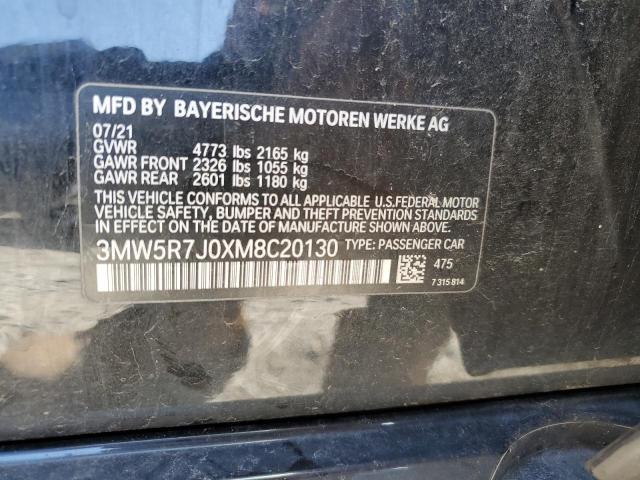 MFD BY BAYERISCHE MOTOREN WERKE AG
07/21
GVWR 4773 lbs 2165 kg
GAWR FRONT 2326 lbs 1055 kg
GAWR REAR 2601 lbs 1180 kg
THIS VEHICLE CONFORMS TO ALL APPLICABLE U.S.FEDERAL MOTOR
VEHICLE SAFETY, BUMPER AND THEFT PREVENTION STANDARDS
IN EFFECT ON THE DATE OF MANUFACTURE SHOWN ABOVE.
3MW5R7J0XM8C20130 TYPE: PASSENGER CAR
475
7 315 814